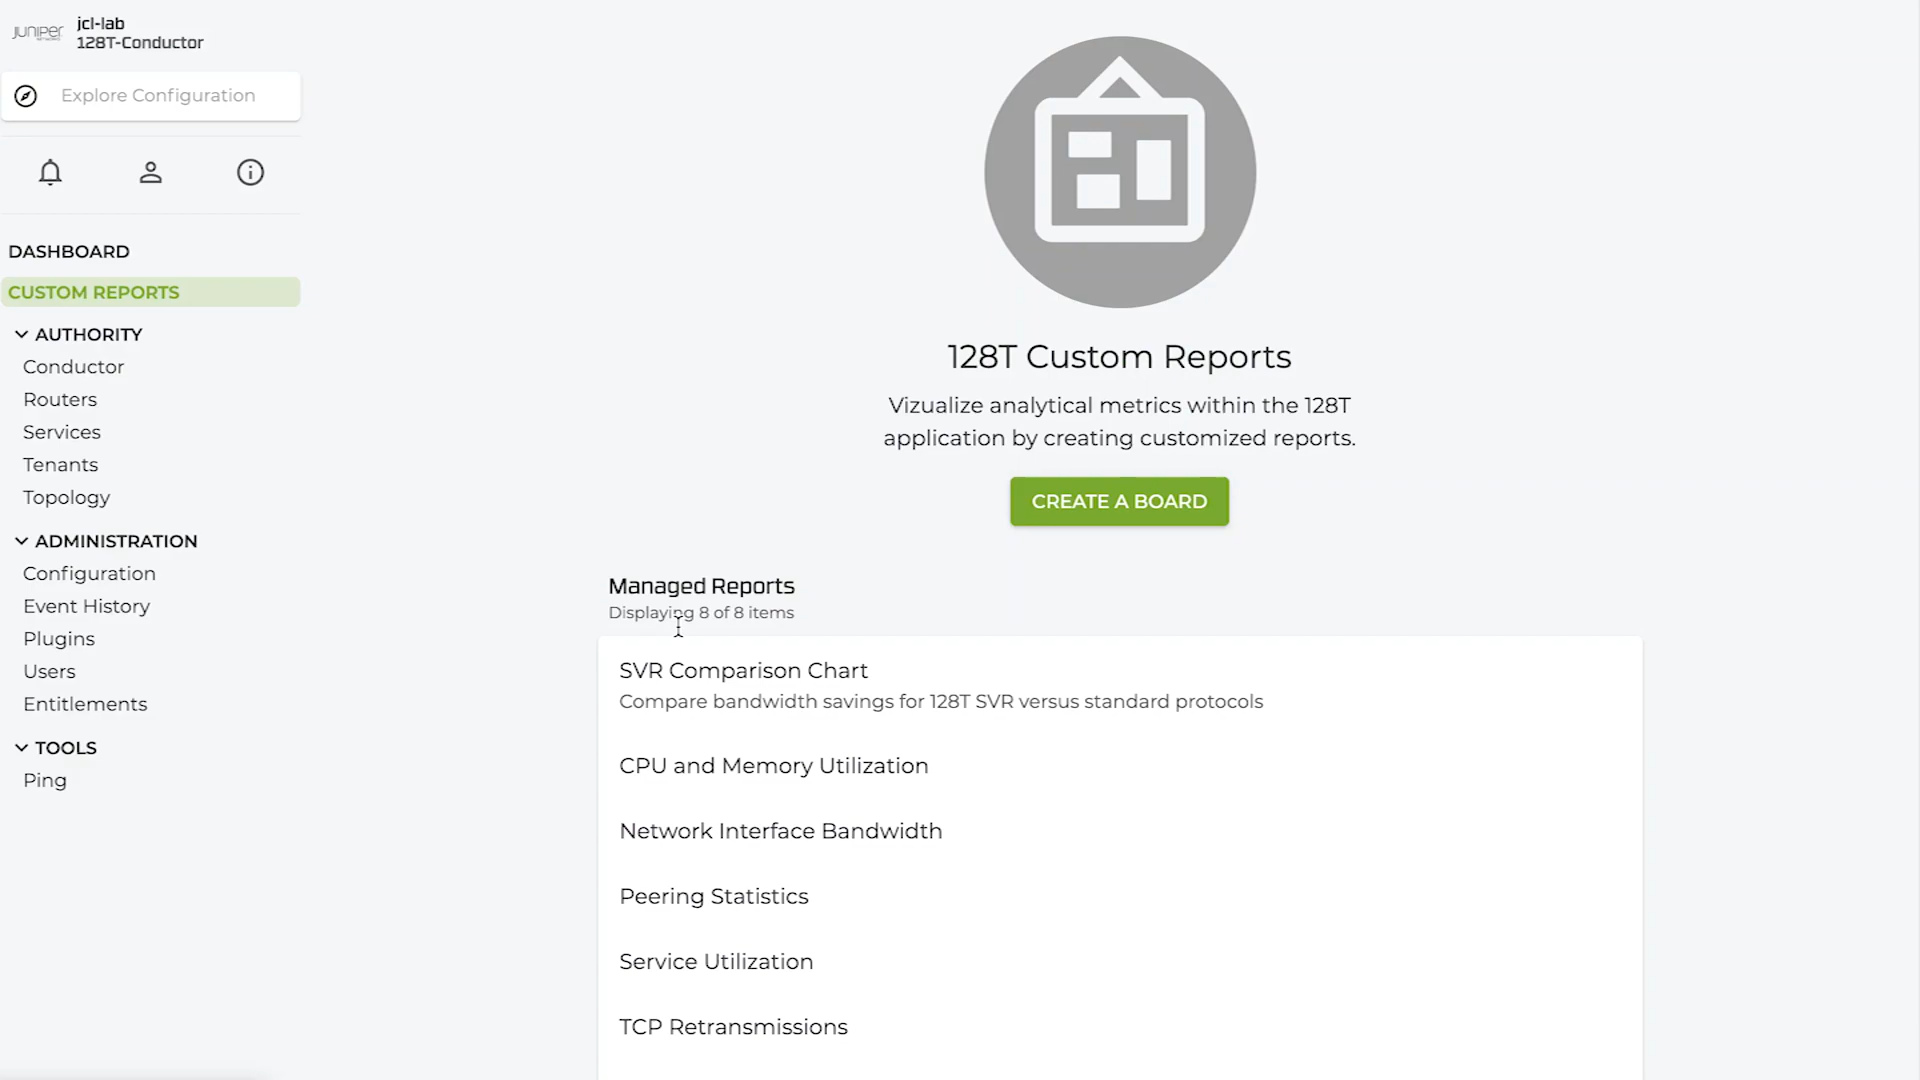 JUNIPEr
NETWORKS
jcl-lab
128T-Conductor
Explore Configuration
DASHBOARD
CUSTOM REPORTS
AUTHORITY
Conductor
Routers
Services
Tenants
Topology
ADMINISTRATION
Configuration
Event History
Plugins
Users
Entitlements
TOOLS
Ping
128T Custom Reports
Vizualize analytical metrics within the 128T
application by creating customized reports.
CREATE A BOARD
Managed Reports
Displaying 8 of 8 items
SVR Comparison Chart
Compare bandwidth savings for 128T SVR versus standard protocols
CPU and Memory Utilization
Network Interface Bandwidth
Peering Statistics
Service Utilization
TCP Retransmissions